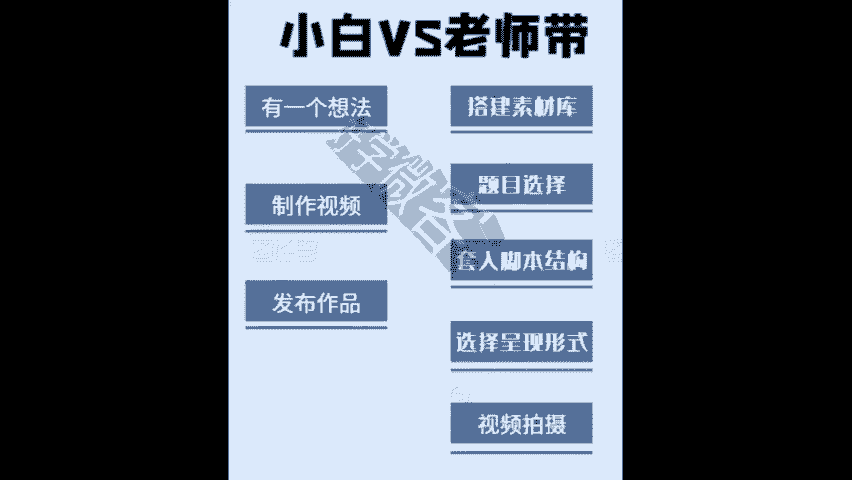 小白VS老师带
有一个想法
制作视频
发布作品
搭建素材库
题目选择
套入脚本结构
选择呈现形式
视频拍摄